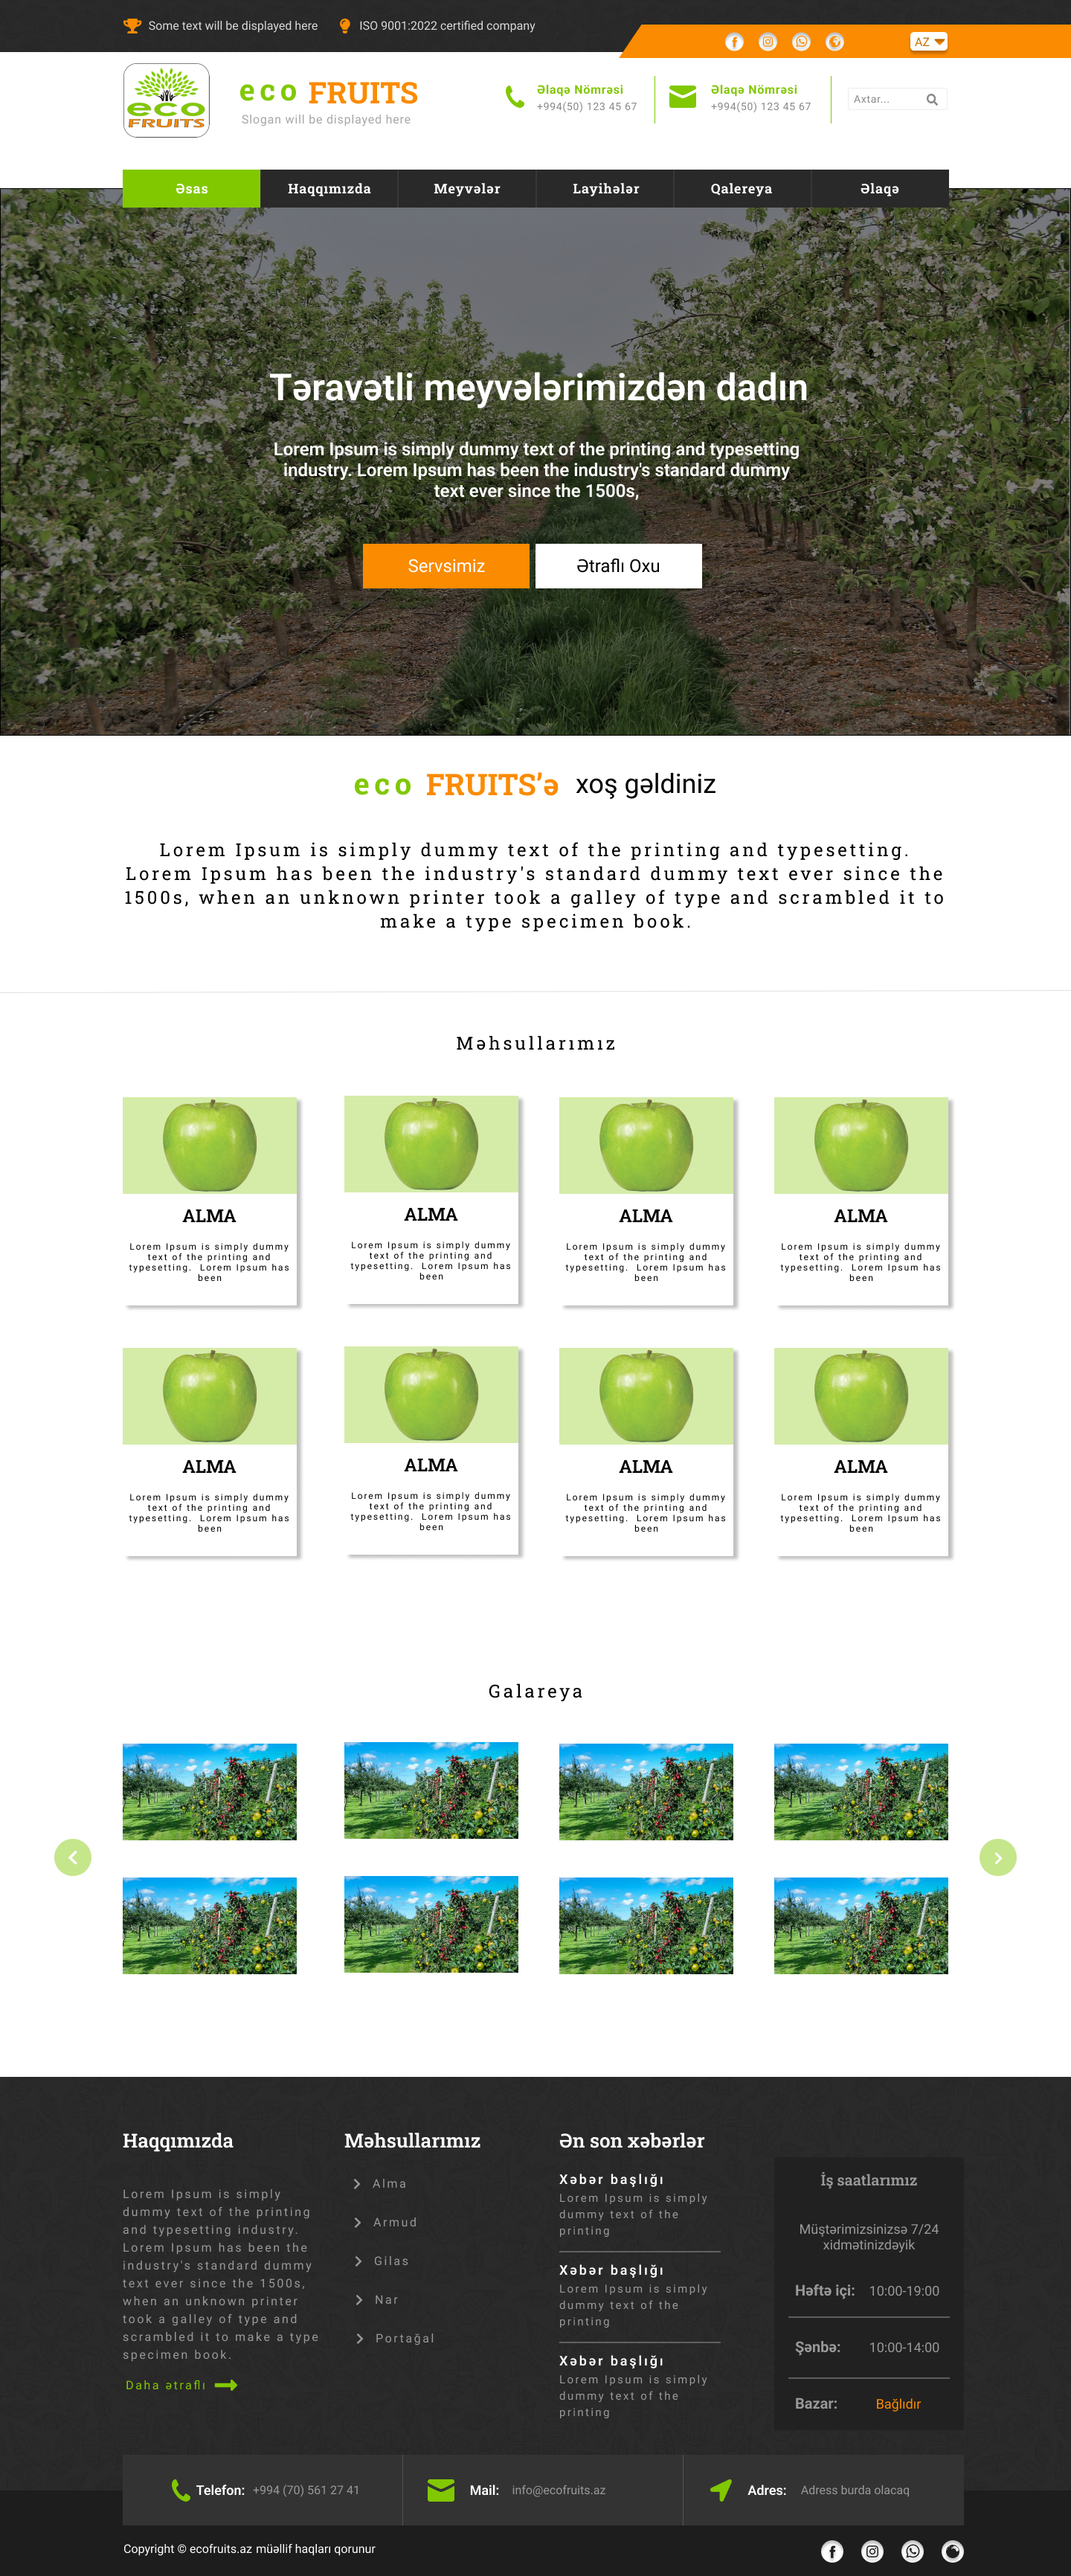 Some text will be displayed here
ISO 9001:2022 certified company
AZ
eco
FRUITS
eco FRUITS
Slogan will be displayed here
Əlaqə Nömrəsi
+994(50) 123 45 67
Əlaqə Nömrəsi
+994(50) 123 45 67
Axtar...
Əsas
Haqqımızda
Meyvələr
Layihələr
Qalereya
Əlaqə
Təravətli meyvələrimizdən dadın
Lorem Ipsum is simply dummy text of the printing and typesetting
industry. Lorem Ipsum has been the industry's standard dummy
text ever since the 1500s,
Servsimiz
Ətraflı Oxu
eco FRUITS’ə xoş gəldiniz
Lorem Ipsum is simply dummy text of the printing and typesetting.
Lorem Ipsum has been the industry's standard dummy text ever since the
1500s, when an unknown printer took a galley of type and scrambled it to
make a type specimen book.
Məhsullarımız
ALMA
Lorem Ipsum is simply dummy
text of the printing and
typesetting. Lorem Ipsum has
been
ALMA
Lorem Ipsum is simply dummy
text of the printing and
typesetting. Lorem Ipsum has
been
ALMA
Lorem Ipsum is simply dummy
text of the printing and
typesetting. Lorem Ipsum has
been
ALMA
Lorem Ipsum is simply dummy
text of the printing and
typesetting. Lorem Ipsum has
been
ALMA
Lorem Ipsum is simply dummy
text of the printing and
typesetting. Lorem Ipsum has
been
ALMA
Lorem Ipsum is simply dummy
text of the printing and
typesetting. Lorem Ipsum has
been
ALMA
Lorem Ipsum is simply dummy
text of the printing and
typesetting. Lorem Ipsum has
been
ALMA
Lorem Ipsum is simply dummy
text of the printing and
typesetting. Lorem Ipsum has
been
Galareya
Haqqımızda
Lorem Ipsum is simply
dummy text of the printing
and typesetting industry.
Lorem Ipsum has been the
industry's standard dummy
text ever since the 1500s,
when an unknown printer
took a galley of type and
scrambled it to make a type
specimen book.
Daha ətraflı
Məhsullarımız
Alma
Armud
Gilas
Nar
Portağal
Ən son xəbərlər
Xəbər başlığı
Lorem Ipsum is simply
dummy text of the
printing
Xəbər başlığı
Lorem Ipsum is simply
dummy text of the
printing
Xəbər başlığı
Lorem Ipsum is simply
dummy text of the
printing
İş saatlarımız
Müştərimizsinizsə 7/24
xidmətinizdəyik
Həftə içi: 10:00-19:00
Şənbə: 10:00-14:00
Bazar: Bağlıdır
Telefon: +994 (70) 561 27 41
Mail: info@ecofruits.az
Adres: Adress burda olacaq
Copyright © ecofruits.az müəllif haqları qorunur